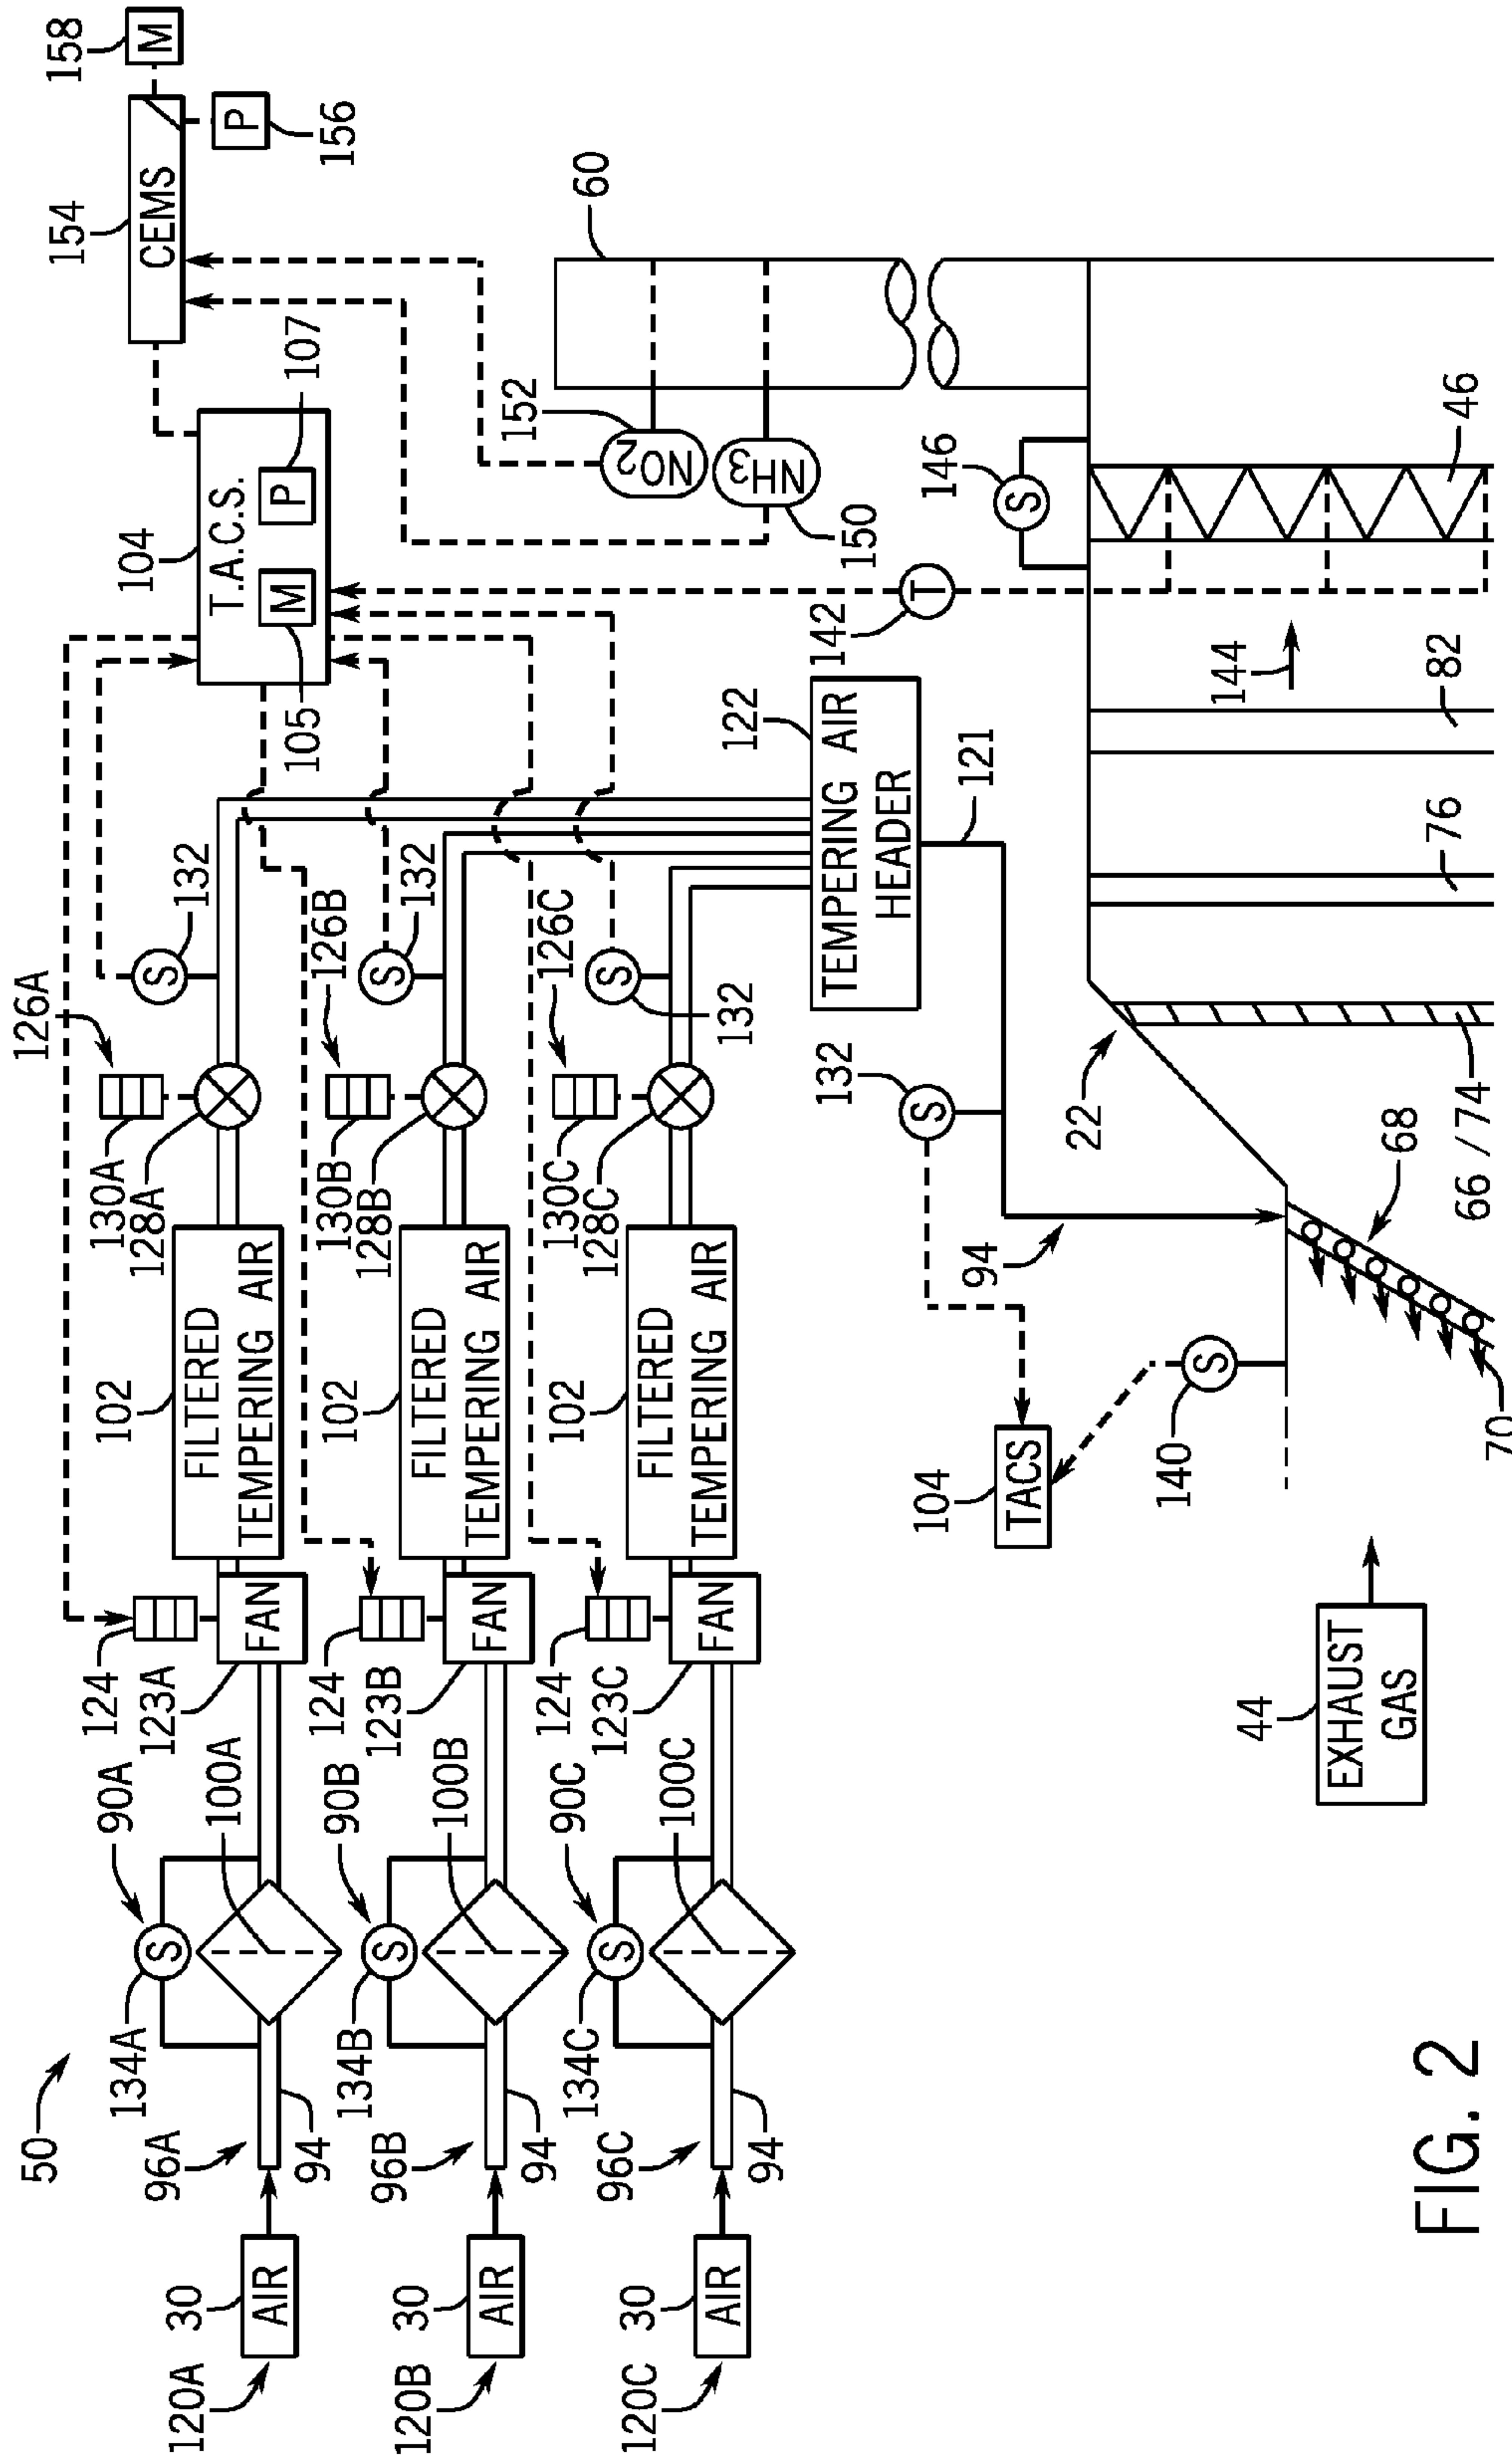 50
120A
30
AIR
96A
94
134A
S
90A
100A
124
123A
FAN
102
FILTERED
TEMPERING AIR
130A
128A
126A
S
132
120B
30
AIR
96B
94
134B
S
90B
100B
124
123B
FAN
102
FILTERED
TEMPERING AIR
130B
128B
126B
S
132
120C
30
AIR
96C
94
134C
S
90C
100C
124
123C
FAN
102
FILTERED
TEMPERING AIR
130C
128C
126C
S
132
104
T.A.C.S.
M
P
105
107
154
CEMS
158
M
P
156
122
TEMPERING AIR
HEADER
121
132
S
94
104
TACS
140
S
44
EXHAUST
GAS
70
68
22
66 / 74
76
82
144
142
T
146
S
46
152
NO2
NH3
150
60
FIG. 2